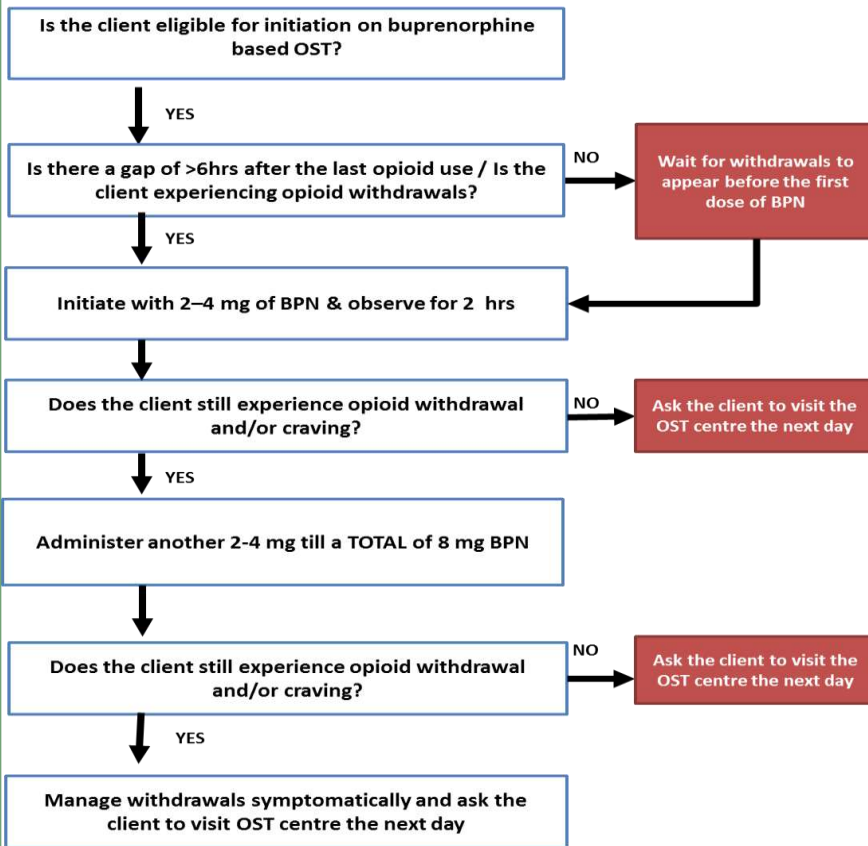 Is the client eligible for initiation on buprenorphine
based OST?
YES
Is there a gap of >6hrs after the last opioid use / Is the
client experiencing opioid withdrawals?
NO
Wait for withdrawals to
appear before the first
dose of BPN
YES
Initiate with 2–4 mg of BPN & observe for 2 hrs
Does the client still experience opioid withdrawal
and/or craving?
NO
Ask the client to visit the
OST centre the next day
YES
Administer another 2-4 mg till a TOTAL of 8 mg BPN
Does the client still experience opioid withdrawal
and/or craving?
NO
Ask the client to visit the
OST centre the next day
YES
Manage withdrawals symptomatically and ask the
client to visit OST centre the next day